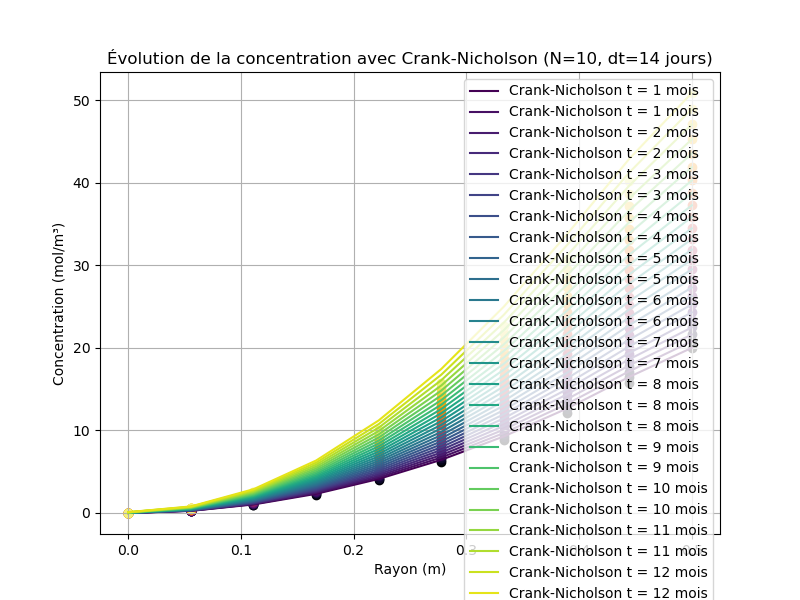 Évolution de la concentration avec Crank-Nicholson (N=10, dt=14 jours)
Concentration (mol/m³)
50
40
30
20
10
0
0.0
0.1
0.2
0.3
Rayon (m)
Crank-Nicholson t = 1 mois
Crank-Nicholson t = 1 mois
Crank-Nicholson t = 2 mois
Crank-Nicholson t = 2 mois
Crank-Nicholson t = 3 mois
Crank-Nicholson t = 3 mois
Crank-Nicholson t = 4 mois
Crank-Nicholson t = 4 mois
Crank-Nicholson t = 5 mois
Crank-Nicholson t = 5 mois
Crank-Nicholson t = 6 mois
Crank-Nicholson t = 6 mois
Crank-Nicholson t = 7 mois
Crank-Nicholson t = 7 mois
Crank-Nicholson t = 8 mois
Crank-Nicholson t = 8 mois
Crank-Nicholson t = 8 mois
Crank-Nicholson t = 9 mois
Crank-Nicholson t = 9 mois
Crank-Nicholson t = 10 mois
Crank-Nicholson t = 10 mois
Crank-Nicholson t = 11 mois
Crank-Nicholson t = 11 mois
Crank-Nicholson t = 12 mois
Crank-Nicholson t = 12 mois